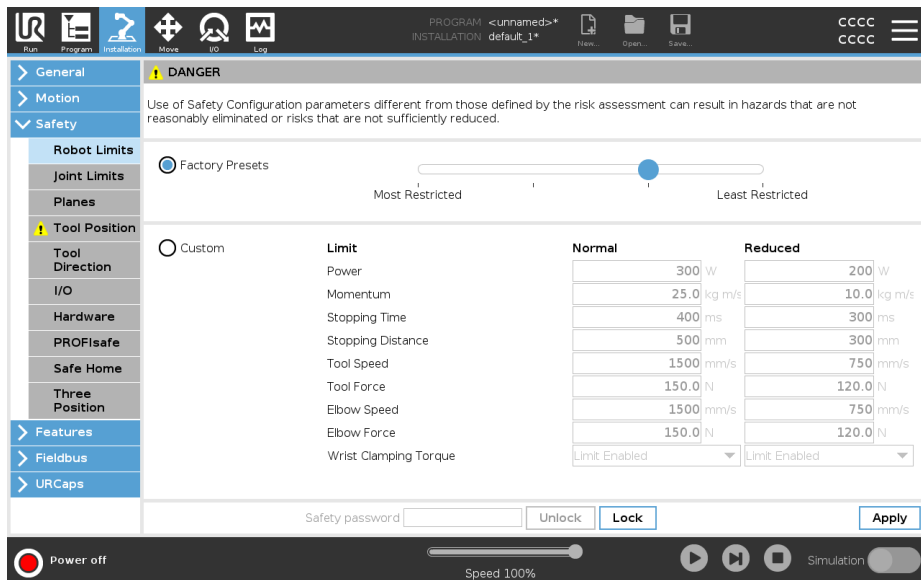 UR
Run
Program
Installation
Move
I/O
Log
PROGRAM <unnamed>*
INSTALLATION default_1*
New...
Open...
Save...
CCCC
CCCC
General
Motion
Safety
Robot Limits
Joint Limits
Planes
Tool Position
Tool
Direction
I/O
Hardware
PROFIsafe
Safe Home
Three
Position
Features
Fieldbus
URCaps
DANGER
Use of Safety Configuration parameters different from those defined by the risk assessment can result in hazards that are not
reasonably eliminated or risks that are not sufficiently reduced.
Factory Presets
Most Restricted Least Restricted
Custom Limit Normal Reduced
Power 300 W 200 W
Momentum 25.0 kg m/s 10.0 kg m/s
Stopping Time 400 ms 300 ms
Stopping Distance 500 mm 300 mm
Tool Speed 1500 mm/s 750 mm/s
Tool Force 150.0 N 120.0 N
Elbow Speed 1500 mm/s 750 mm/s
Elbow Force 150.0 N 120.0 N
Wrist Clamping Torque Limit Enabled Limit Enabled
Safety password Unlock Lock Apply
Power off
Speed 100%
Simulation